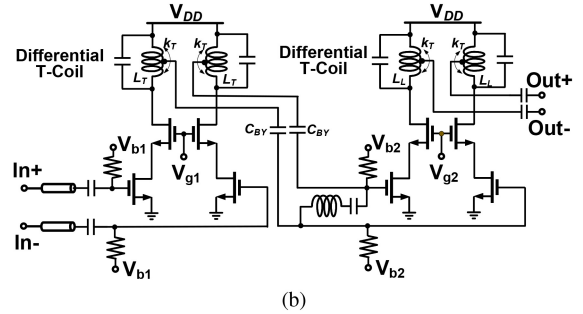 V_DD
V_DD
Differential
T-Coil
k_T
k_T
L_T
L_T
Differential
T-Coil
k_T
k_T
L_L
L_L
Out+
Out-
C_BY
C_BY
V_b1
V_g1
V_b2
V_g2
In+
In-
V_b1
V_b2
(b)